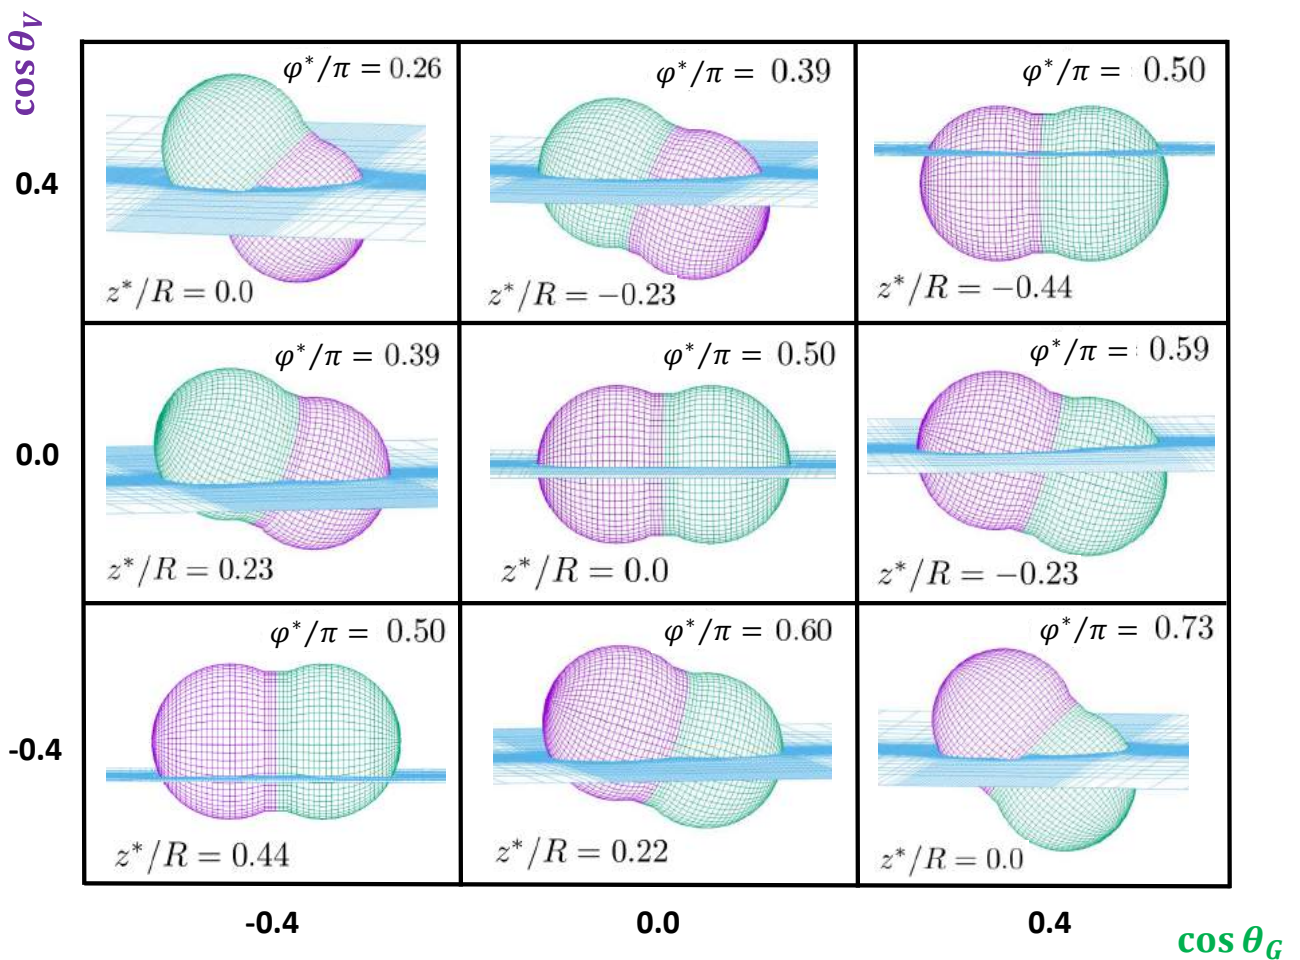 cos θ_V
φ*/π = 0.26
z*/R = 0.0
φ*/π = 0.39
z*/R = −0.23
φ*/π = 0.50
z*/R = −0.44
0.4
φ*/π = 0.39
z*/R = 0.23
φ*/π = 0.50
z*/R = 0.0
φ*/π = 0.59
z*/R = −0.23
0.0
φ*/π = 0.50
z*/R = 0.44
φ*/π = 0.60
z*/R = 0.22
φ*/π = 0.73
z*/R = 0.0
-0.4
-0.4
0.0
0.4
cos θ_G